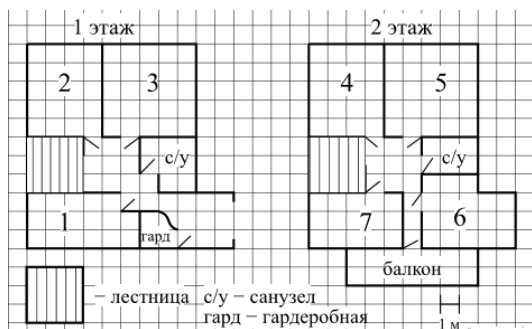 1 этаж
2 этаж
2
3
4
5
с/у
с/у
1
гард
7
6
балкон
– лестница с/у – санузел
гард – гардеробная
1 м